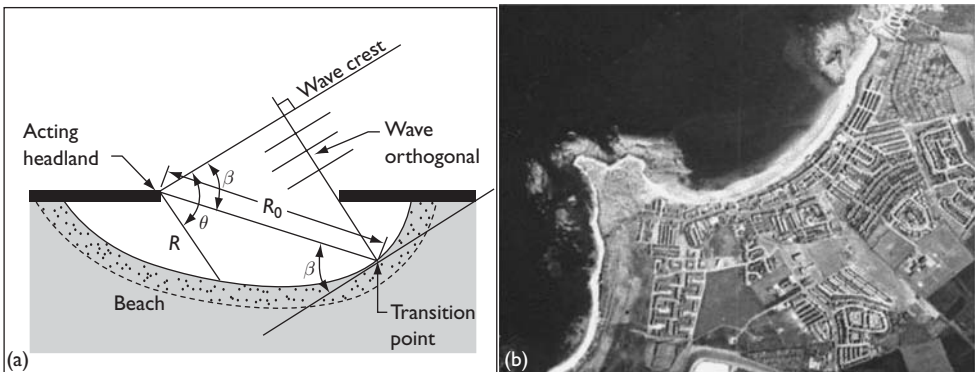 Wave crest
Acting
headland
Wave
orthogonal
β
R₀
θ
R
β
Beach
Transition
point
(a)
(b)